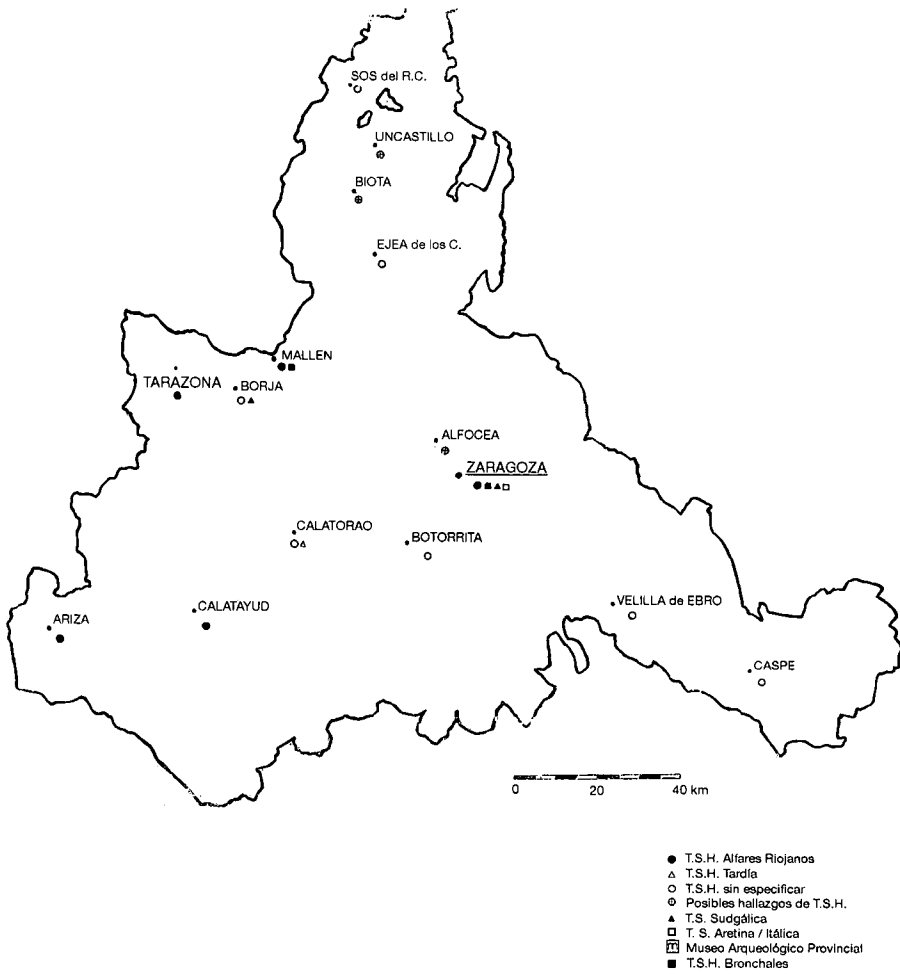 SOS del R.C.
UNCASTILLO
BIOTA
EJEA de los C.
MALLEN
TARAZONA
BORJA
ALFOCEA
ZARAGOZA
CALATORAO
BOTORRITA
CALATAYUD
ARIZA
VELILLA de EBRO
CASPE
0 20 40 km
T.S.H. Alfares Riojanos
T.S.H. Tardía
T.S.H. sin especificar
Posibles hallazgos de T.S.H.
T.S. Sudgálica
T. S. Aretina / Itálica
m Museo Arqueológico Provincial
T.S.H. Bronchales